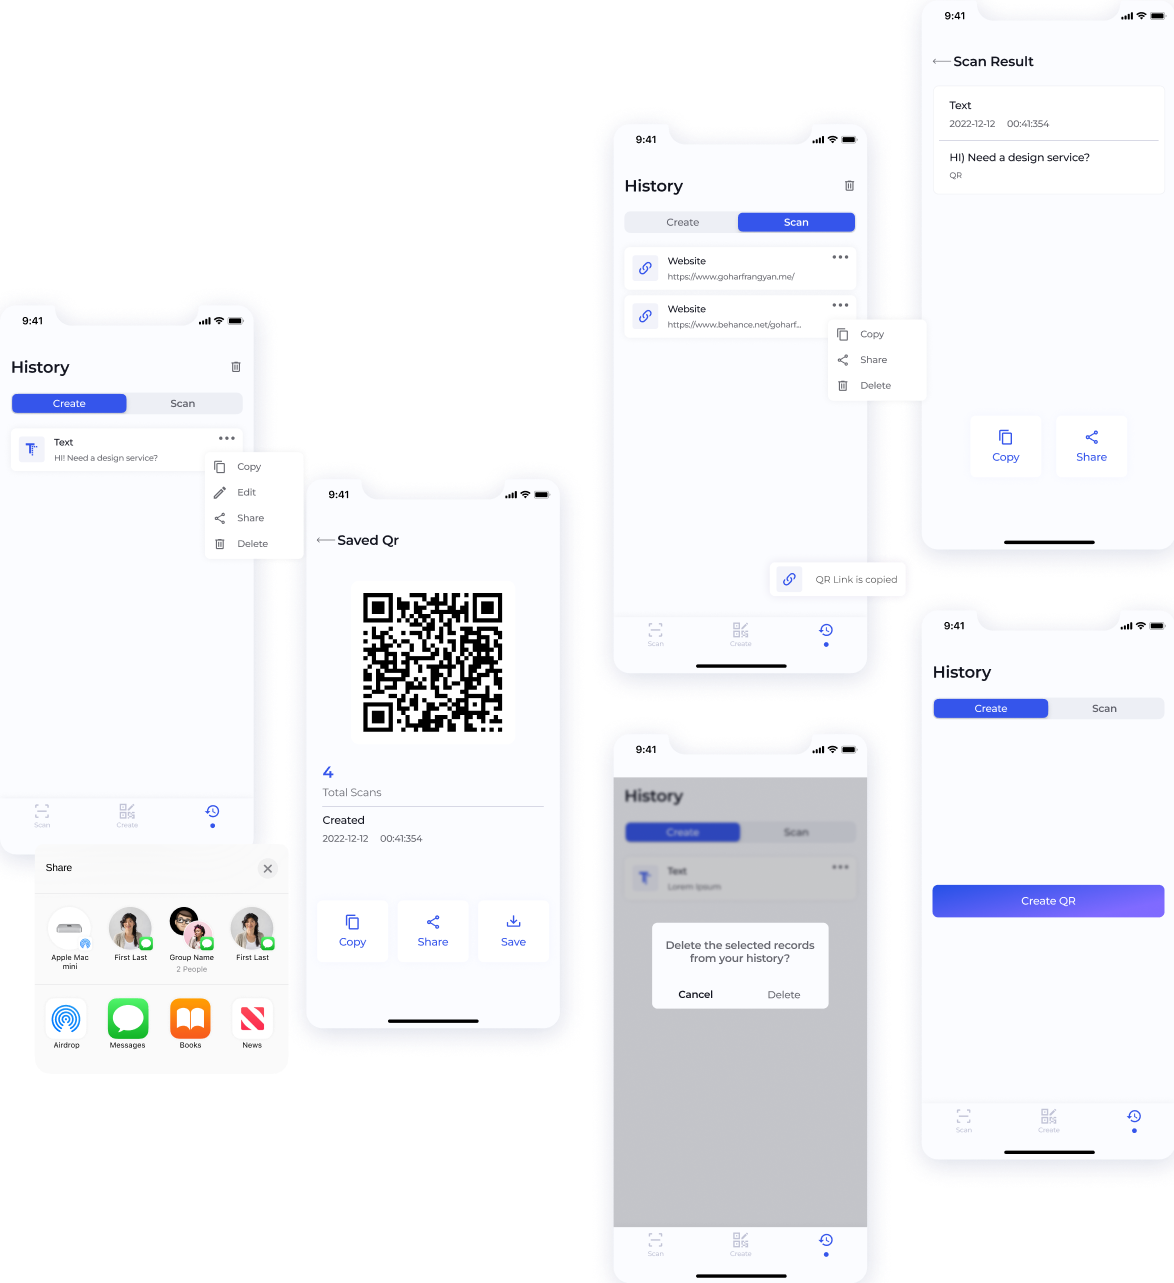 9:41
History
Create
Scan
Text
HI! Need a design service?
Copy
Edit
Share
Delete
Scan
Create
Share
Apple Mac
mini
First Last
Group Name
2 People
First Last
Airdrop
Messages
Books
News
9:41
Saved Qr
4
Total Scans
Created
2022-12-12 00:41:354
Copy
Share
Save
9:41
History
Create
Scan
Website
https://www.goharfrangyan.me/
Website
https://www.behance.net/goharf...
Copy
Share
Delete
QR Link is copied
Scan
Create
9:41
History
Create
Scan
Text
Lorem Ipsum
Delete the selected records
from your history?
Cancel
Delete
Scan
Create
9:41
Scan Result
Text
2022-12-12 00:41:354
HI) Need a design service?
QR
Copy
Share
9:41
History
Create
Scan
Create QR
Scan
Create